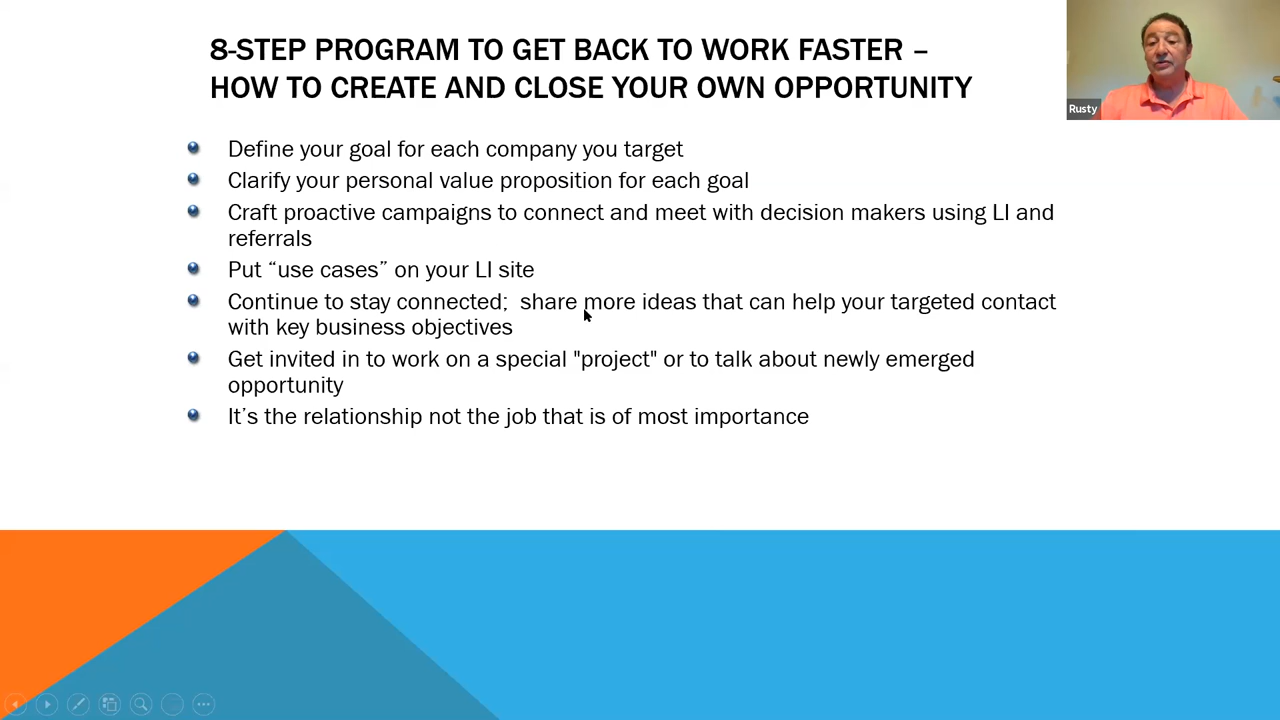 8-STEP PROGRAM TO GET BACK TO WORK FASTER –
HOW TO CREATE AND CLOSE YOUR OWN OPPORTUNITY
Rusty
Define your goal for each company you target
Clarify your personal value proposition for each goal
Craft proactive campaigns to connect and meet with decision makers using LI and
referrals
Put “use cases” on your LI site
Continue to stay connected;  share more ideas that can help your targeted contact
with key business objectives
Get invited in to work on a special "project" or to talk about newly emerged
opportunity
It’s the relationship not the job that is of most importance